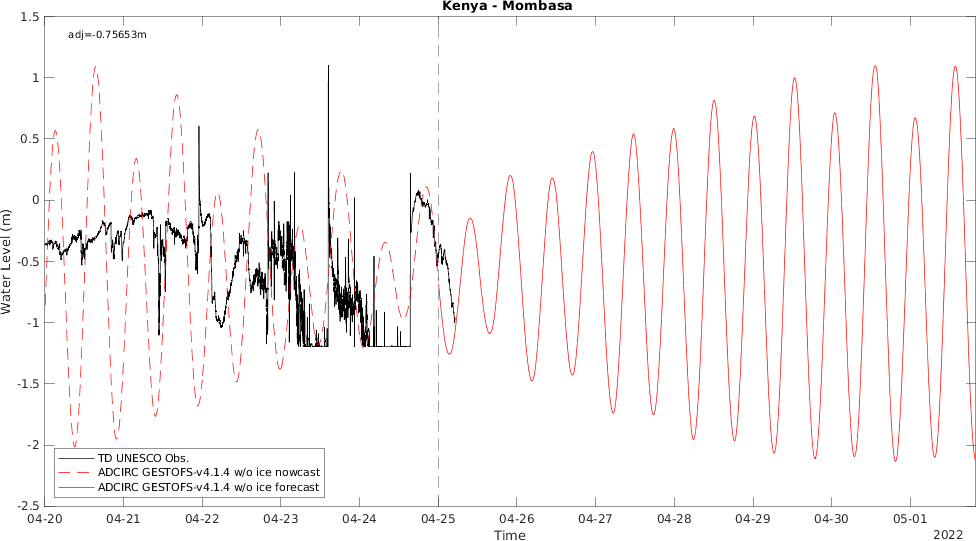 Kenya - Mombasa
adj=-0.75653m
1.5
1
0.5
0
-0.5
-1
-1.5
-2
-2.5
Water Level (m)
TD UNESCO Obs.
ADCIRC GESTOFS-v4.1.4 w/o ice nowcast
ADCIRC GESTOFS-v4.1.4 w/o ice forecast
04-20 04-21 04-22 04-23 04-24 04-25 04-26 04-27 04-28 04-29 04-30 05-01
Time
2022